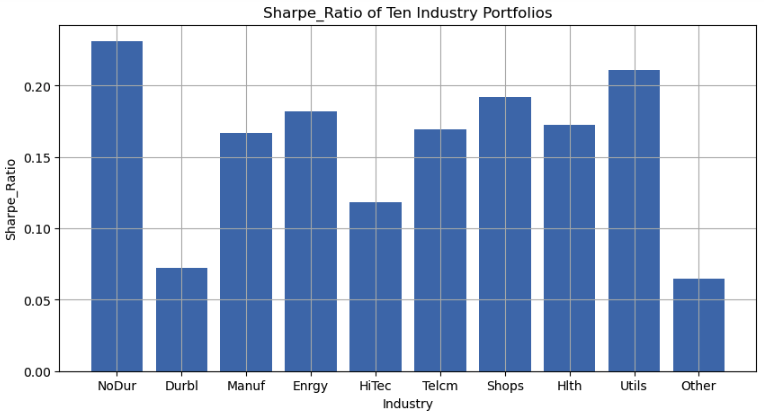 Sharpe_Ratio of Ten Industry Portfolios
Sharpe_Ratio
0.20
0.15
0.10
0.05
0.00
NoDur Durbl Manuf Enrgy HiTec Telcm Shops Hlth Utils Other
Industry